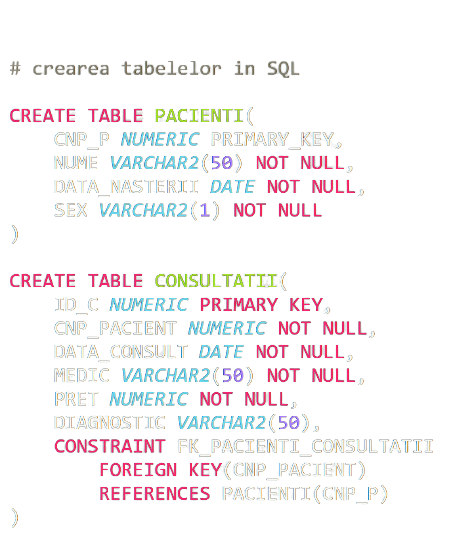 # crearea tabelelor in SQL
CREATE TABLE PACIENTI(
CNP_P NUMERIC PRIMARY_KEY,
NUME VARCHAR2(50) NOT NULL,
DATA_NASTERII DATE NOT NULL,
SEX VARCHAR2(1) NOT NULL
)
CREATE TABLE CONSULTATII(
ID_C NUMERIC PRIMARY KEY,
CNP_PACIENT NUMERIC NOT NULL,
DATA_CONSULT DATE NOT NULL,
MEDIC VARCHAR2(50) NOT NULL,
PRET NUMERIC NOT NULL,
DIAGNOSTIC VARCHAR2(50),
CONSTRAINT FK_PACIENTI_CONSULTATII
FOREIGN KEY(CNP_PACIENT)
REFERENCES PACIENTI(CNP_P)
)